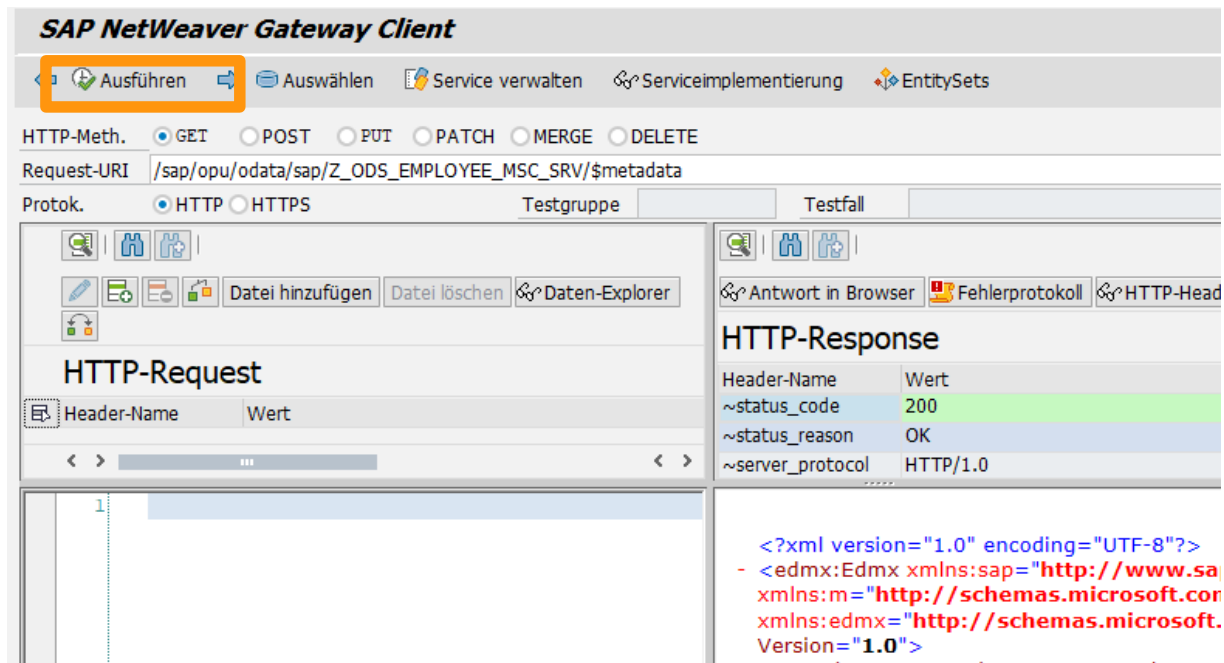 SAP NetWeaver Gateway Client
Ausführen Auswählen Service verwalten Serviceimplementierung EntitySets
HTTP-Meth. GET POST PUT PATCH MERGE DELETE
Request-URI /sap/opu/odata/sap/Z_ODS_EMPLOYEE_MSC_SRV/$metadata
Protok. HTTP HTTPS Testgruppe Testfall
Datei hinzufügen Datei löschen Daten-Explorer
HTTP-Request
Header-Name Wert
1
Antwort in Browser Fehlerprotokoll HTTP-Head
HTTP-Response
Header-Name Wert
~status_code 200
~status_reason OK
~server_protocol HTTP/1.0
<?xml version="1.0" encoding="UTF-8"?>
- <edmx:Edmx xmlns:sap="http://www.sa
xmlns:m="http://schemas.microsoft.co
xmlns:edmx="http://schemas.microsoft.
Version="1.0">